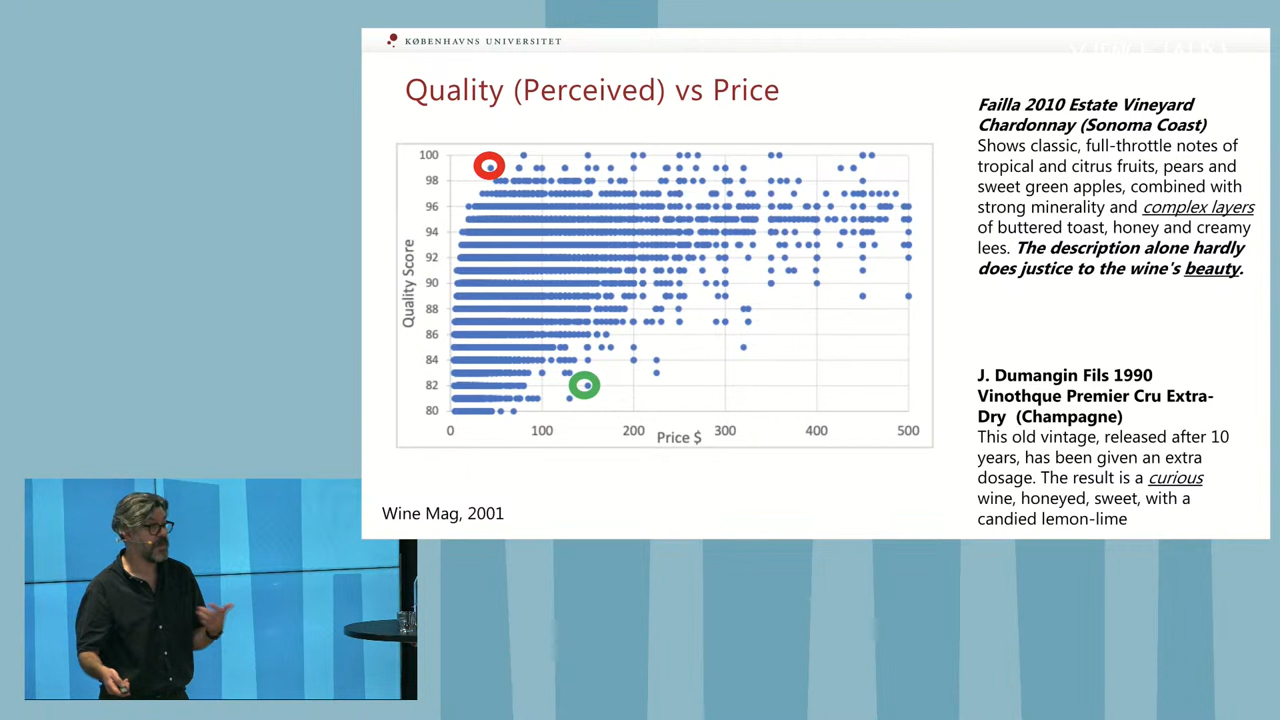 KØBENHAVNS UNIVERSITET
SCIENCE TALKS
Quality (Perceived) vs Price
Quality Score
100
98
96
94
92
90
88
86
84
82
80
0
100
200
300
400
500
Price $
Wine Mag, 2001
Failla 2010 Estate Vineyard
Chardonnay (Sonoma Coast)
Shows classic, full-throttle notes of
tropical and citrus fruits, pears and
sweet green apples, combined with
strong minerality and complex layers
of buttered toast, honey and creamy
lees. The description alone hardly
does justice to the wine's beauty.
J. Dumangin Fils 1990
Vinothque Premier Cru Extra-
Dry (Champagne)
This old vintage, released after 10
years, has been given an extra
dosage. The result is a curious
wine, honeyed, sweet, with a
candied lemon-lime